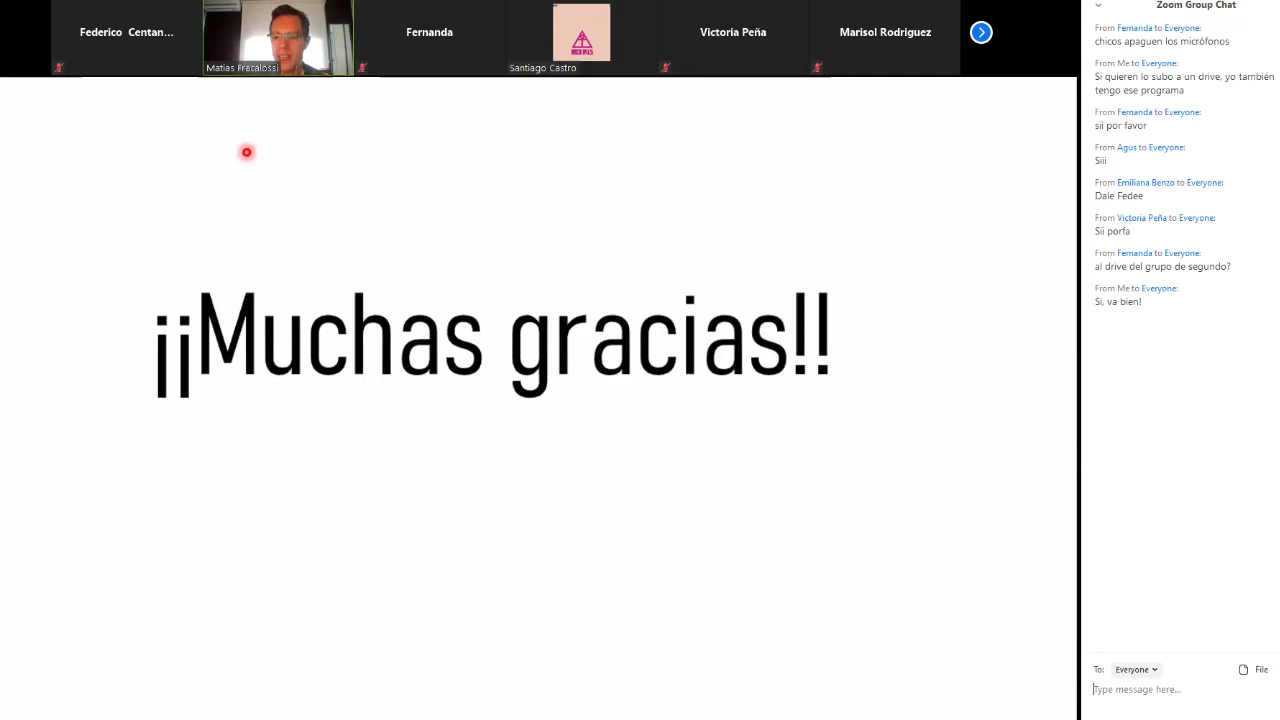 Federico Centan...
Fernanda
Victoria Peña
Marisol Rodriguez
Matias Fracalossi
Santiago Castro
¡¡Muchas gracias!!
Zoom Group Chat
From Fernanda to Everyone:
chicos apaguen los micrófonos
From Me to Everyone:
Si quieren lo subo a un drive, yo también
tengo ese programa
From Fernanda to Everyone:
sii por favor
From Agus to Everyone:
Siii
From Emiliana Benzo to Everyone:
Dale Fedee
From Victoria Peña to Everyone:
Sii porfa
From Fernanda to Everyone:
al drive del grupo de segundo?
From Me to Everyone:
Si, va bien!
To: Everyone
File
Type message here...